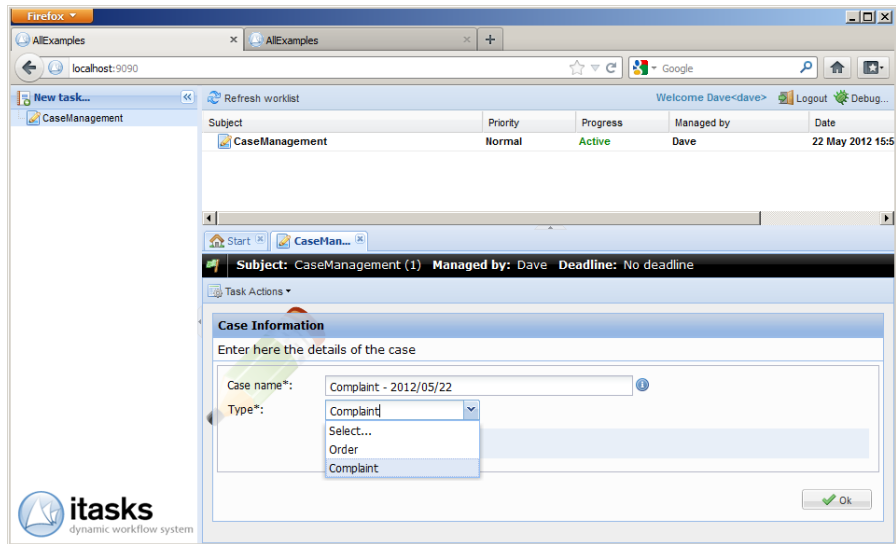 Firefox
AllExamples
AllExamples
localhost:9090
Google
New task...
Refresh worklist
Welcome Dave<dave>
Logout
Debug...
CaseManagement
Subject
Priority
Progress
Managed by
Date
CaseManagement
Normal
Active
Dave
22 May 2012 15:5
Start
CaseMan...
Subject: CaseManagement (1) Managed by: Dave Deadline: No deadline
Task Actions
Case Information
Enter here the details of the case
Case name*:
Complaint - 2012/05/22
Type*:
Complaint
Select...
Order
Complaint
Ok
itasks
dynamic workflow system